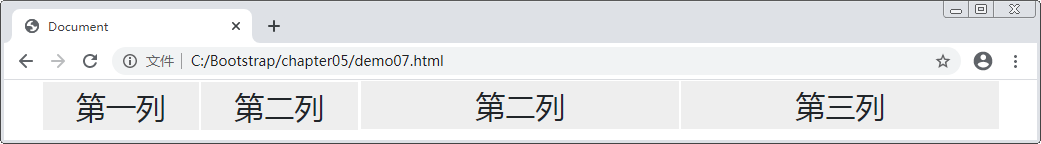 Document
文件 C:/Bootstrap/chapter05/demo07.html
第一列 第二列 第二列 第三列